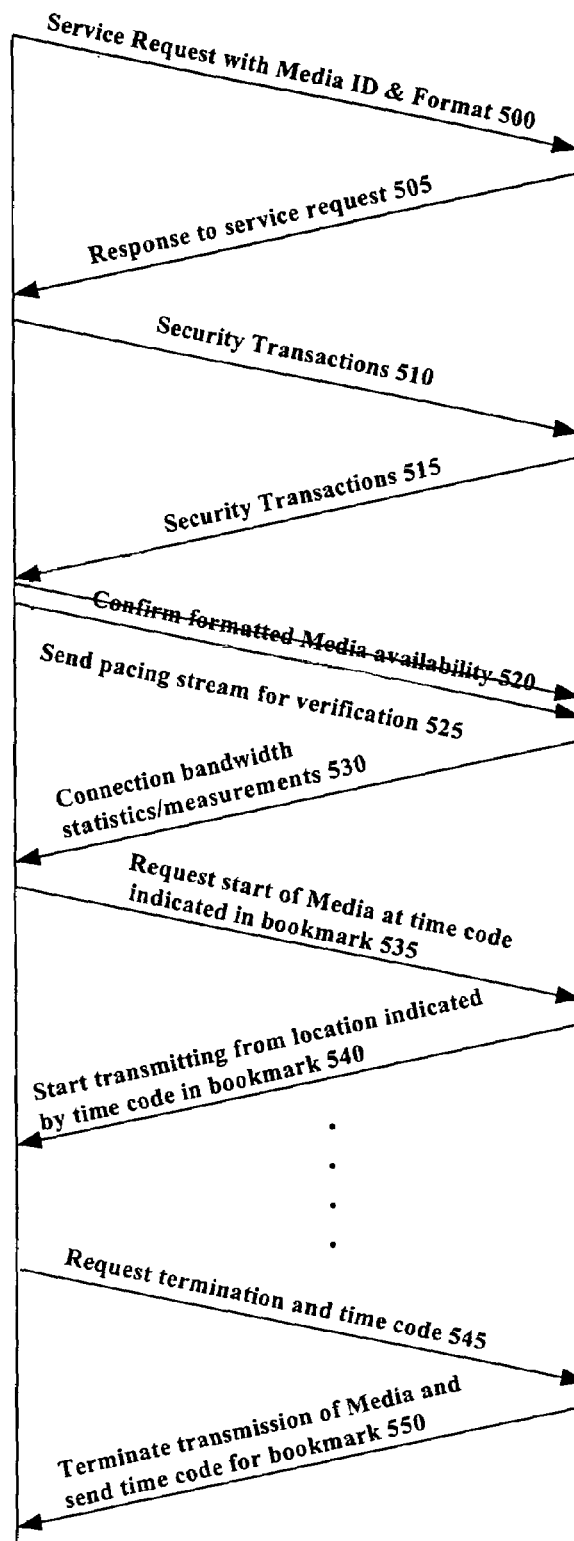 Service Request with Media ID & Format 500
Response to service request 505
Security Transactions 510
Security Transactions 515
Confirm formatted Media availability 520
Send pacing stream for verification 525
Connection bandwidth
statistics/measurements 530
Request start of Media at time code
indicated in bookmark 535
Start transmitting from location indicated
by time code in bookmark 540
Request termination and time code 545
Terminate transmission of Media and
send time code for bookmark 550